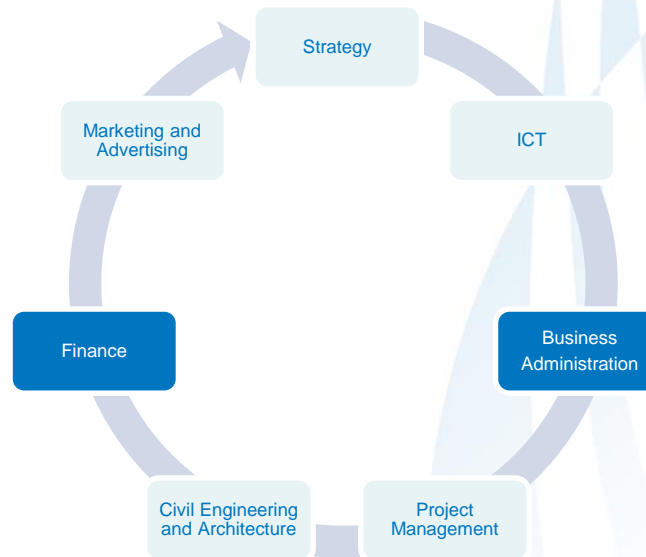 Strategy
ICT
Business
Administration
Project
Management
Civil Engineering
and Architecture
Finance
Marketing and
Advertising